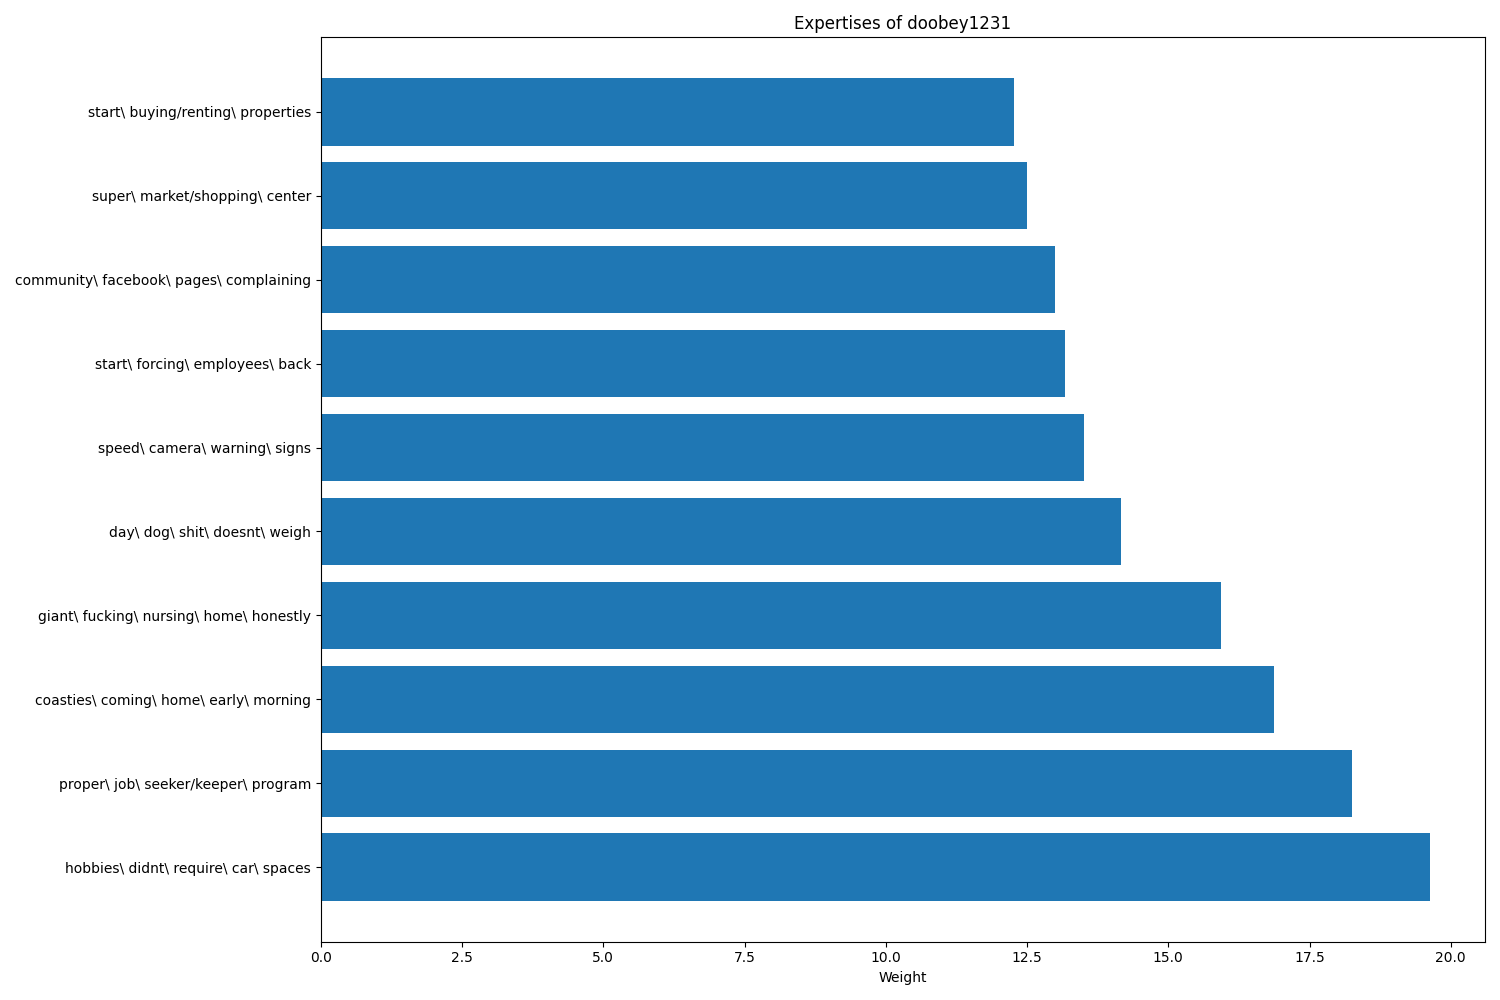 Expertises of doobey1231
start\ buying/renting\ properties
super\ market/shopping\ center
community\ facebook\ pages\ complaining
start\ forcing\ employees\ back
speed\ camera\ warning\ signs
day\ dog\ shit\ doesnt\ weigh
giant\ fucking\ nursing\ home\ honestly
coasties\ coming\ home\ early\ morning
proper\ job\ seeker/keeper\ program
hobbies\ didnt\ require\ car\ spaces
0.0 2.5 5.0 7.5 10.0 12.5 15.0 17.5 20.0
Weight